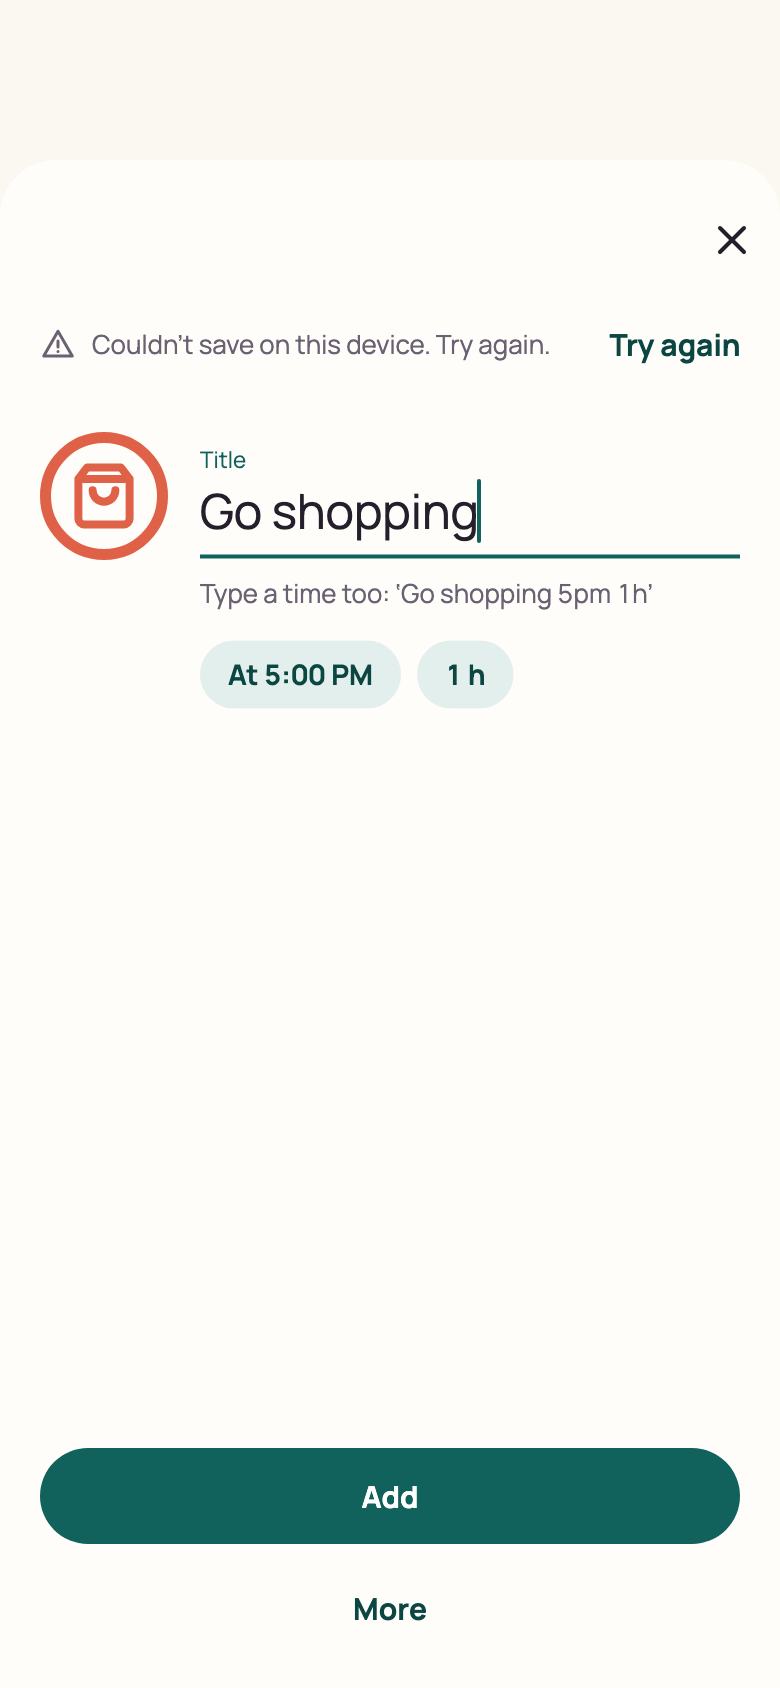 Couldn’t save on this device. Try again.
Try again
Title
Go shopping
Type a time too: ‘Go shopping 5pm 1h’
At 5:00 PM
1 h
Add
More